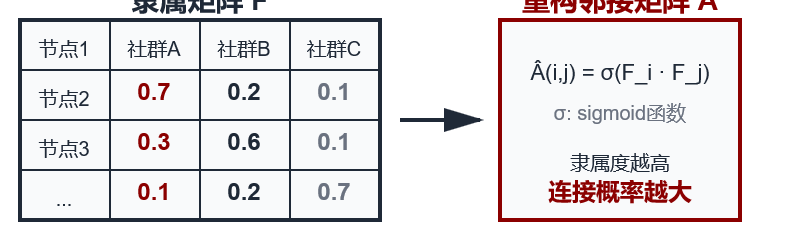 隶属矩阵 F
节点1 社群A 社群B 社群C
节点2 0.7 0.2 0.1
节点3 0.3 0.6 0.1
... 0.1 0.2 0.7
重构邻接矩阵 Â
Â(i,j) = σ(F_i · F_j)
σ: sigmoid函数
隶属度越高
连接概率越大